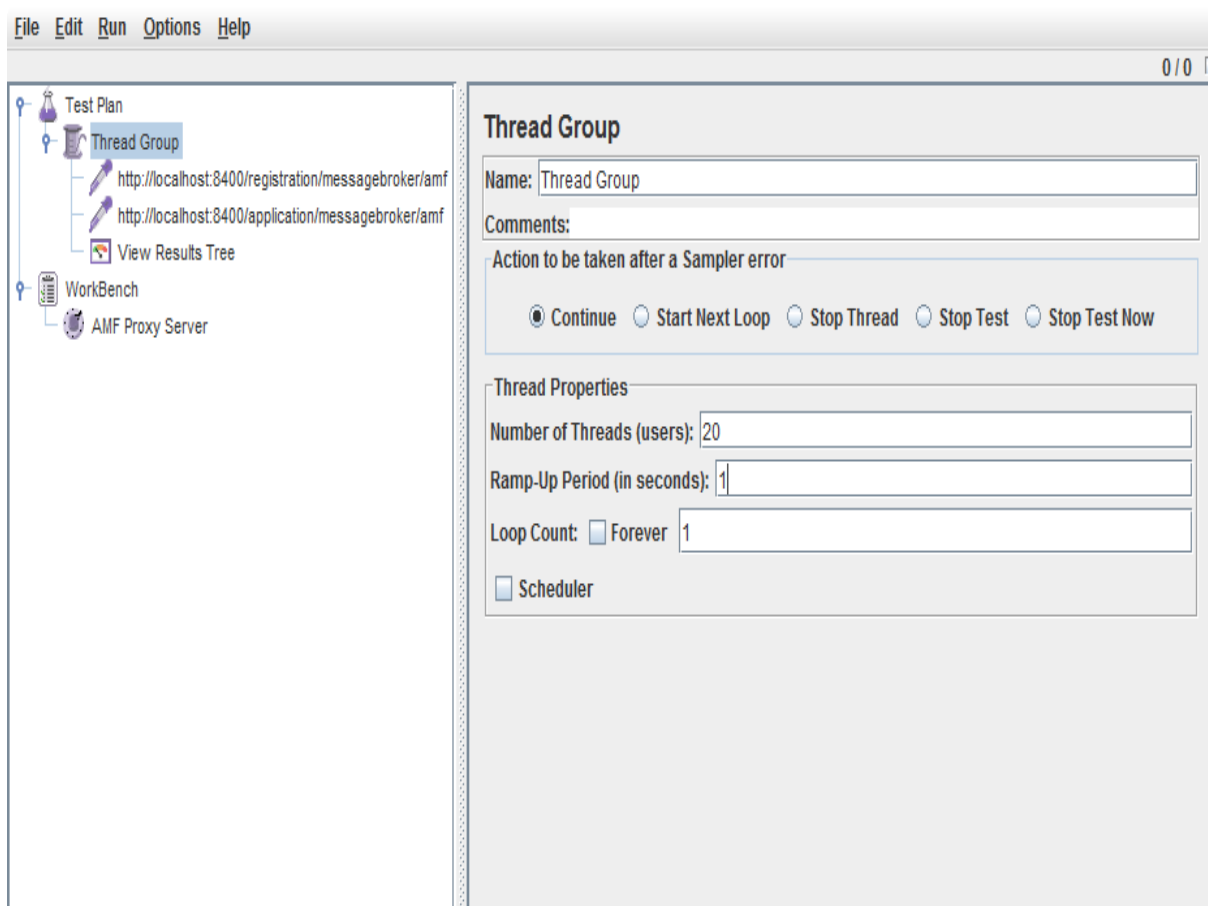 File Edit Run Options Help
0 / 0
Test Plan
Thread Group
http://localhost:8400/registration/messagebroker/amf
http://localhost:8400/application/messagebroker/amf
View Results Tree
WorkBench
AMF Proxy Server
Thread Group
Name: Thread Group
Comments:
Action to be taken after a Sampler error
Continue Start Next Loop Stop Thread Stop Test Stop Test Now
Thread Properties
Number of Threads (users): 20
Ramp-Up Period (in seconds): 1
Loop Count: Forever 1
Scheduler